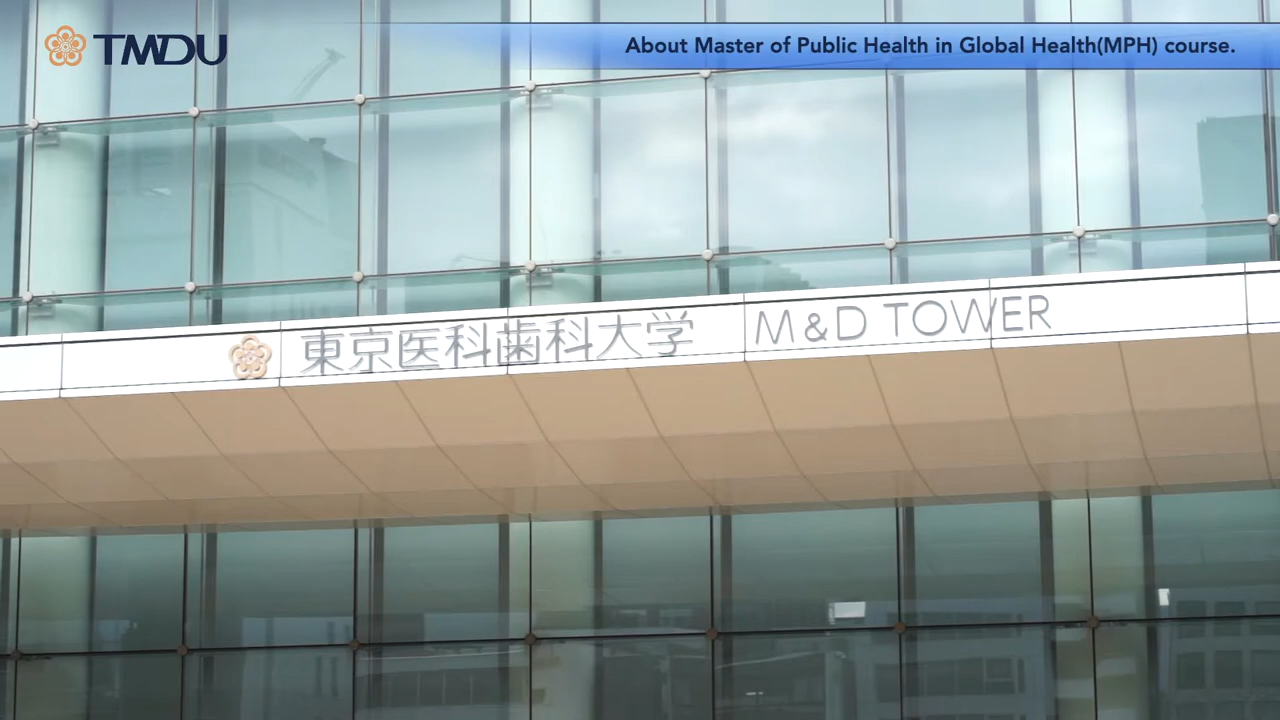 TMDU
About Master of Public Health in Global Health(MPH) course.
東京医科歯科大学 M&D TOWER